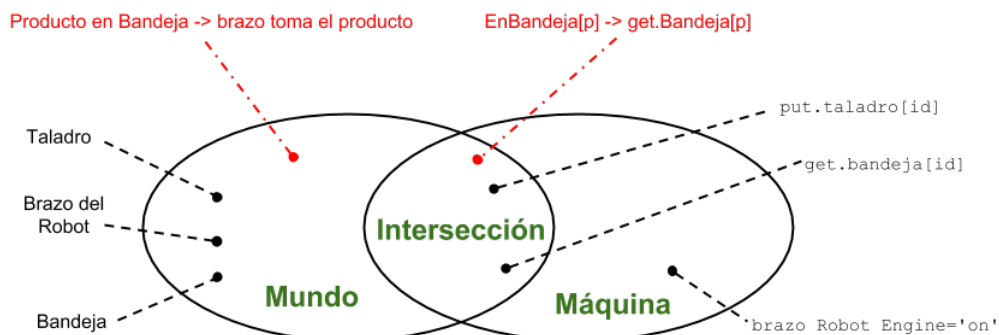 Producto en Bandeja -> brazo toma el producto
EnBandeja[p] -> get.Bandeja[p]
put.taladro[id]
Taladro
get.bandeja[id]
Brazo del
Robot
Intersección
Mundo
Máquina
Bandeja
brazo Robot Engine='on'